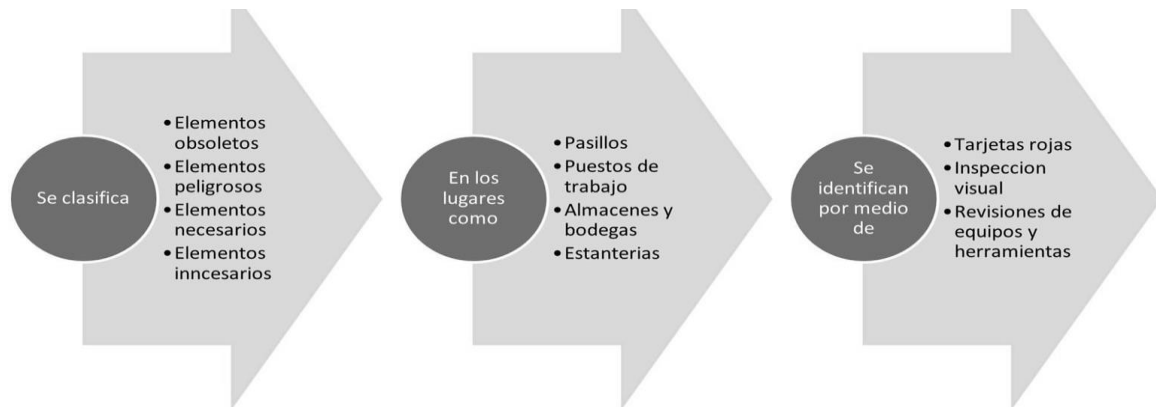 Se clasifica
•Elementos
obsoletos
•Elementos
peligrosos
•Elementos
necesarios
•Elementos
inncesarios
En los
lugares
como
•Pasillos
•Puestos de
trabajo
•Almacenes y
bodegas
•Estanterias
Se
identifican
por medio
de
•Tarjetas rojas
•Inspeccion
visual
•Revisiones de
equipos y
herramientas